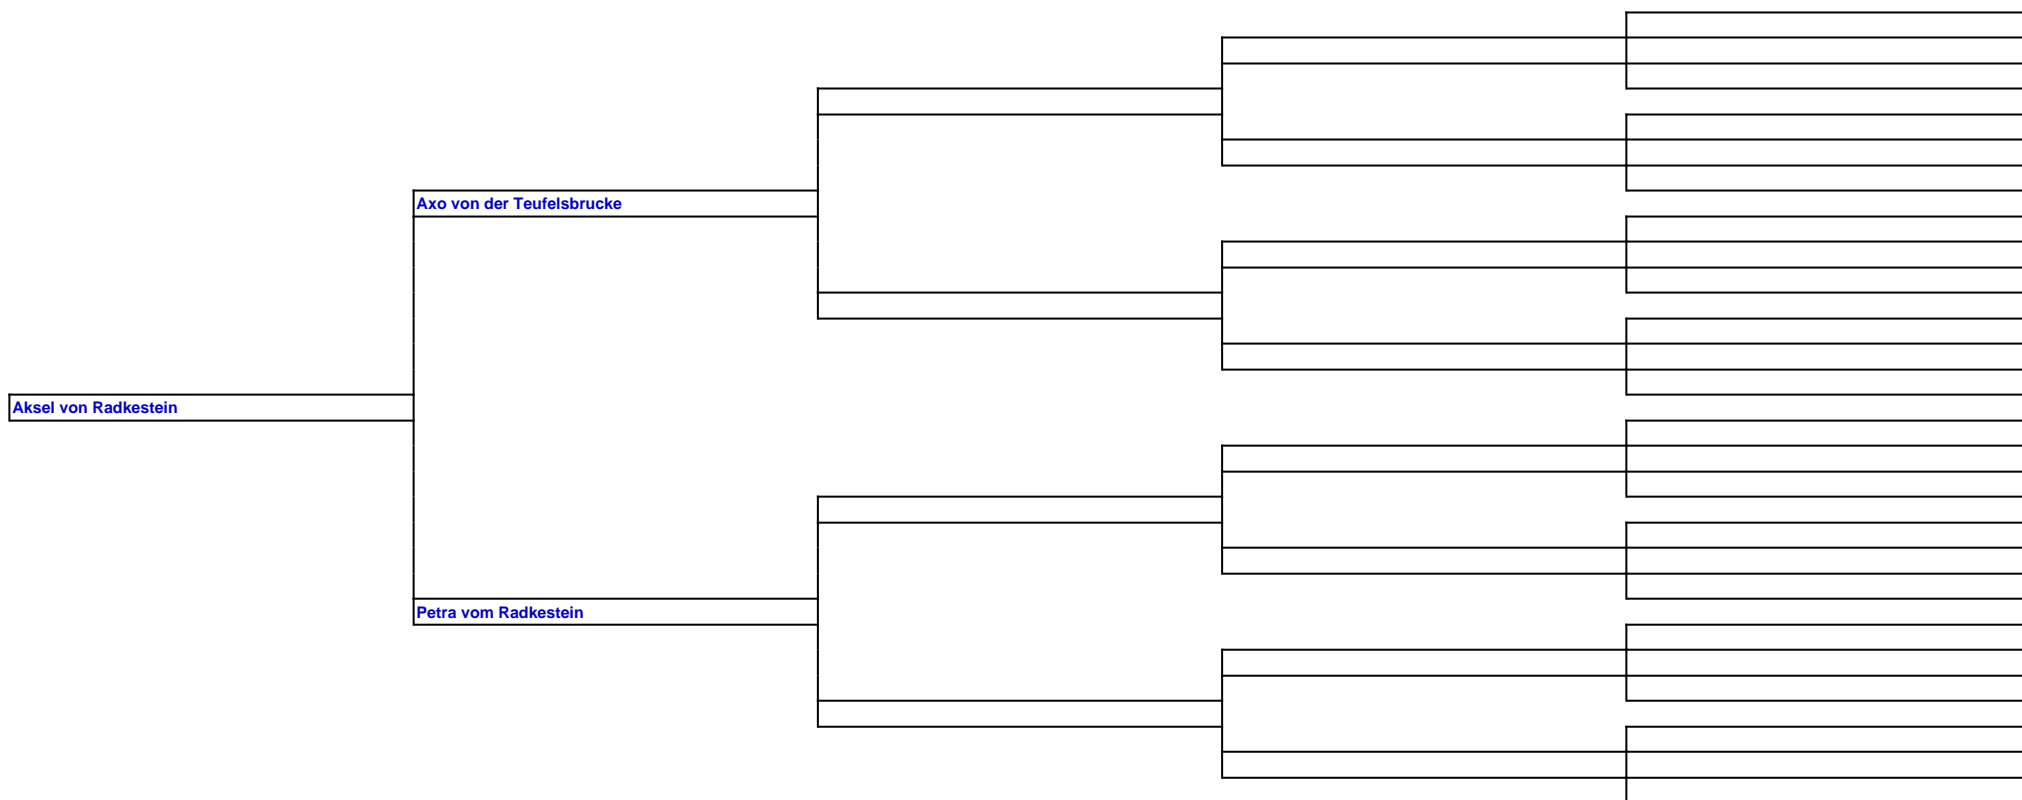 Axo von der Teufelsbrucke
Aksel von Radkestein
Petra vom Radkestein